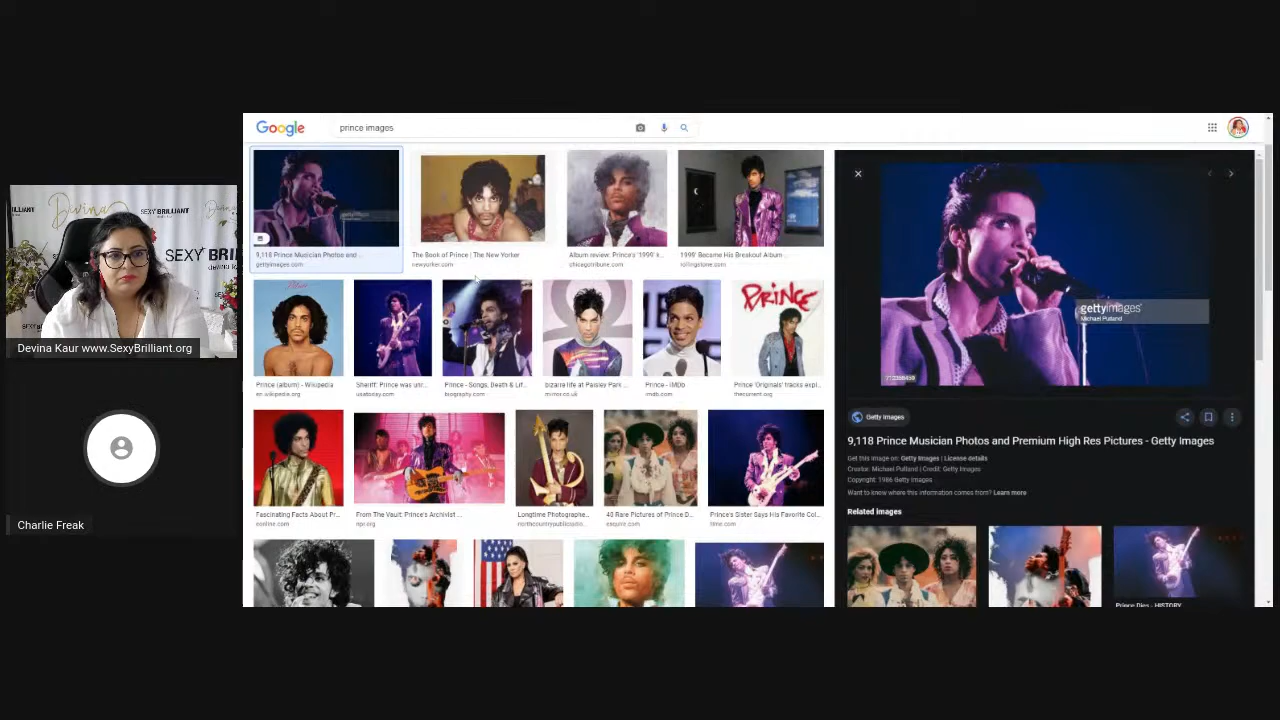 Google
prince images
9,118 Prince Musician Photos and ...
gettyimages.com
The Book of Prince | The New Yorker
newyorker.com
Album review: Prince's '1999' r...
chicagotribune.com
1999' Became His Breakout Album ...
rollingstone.com
Prince (album) - Wikipedia
en.wikipedia.org
Sheriff: Prince was unr...
usatoday.com
Prince - Songs, Death & Lif...
biography.com
bizarre life at Paisley Park ...
mirror.co.uk
Prince - IMDb
imdb.com
PRINCE
Prince 'Originals' tracks expl...
thecurrent.org
Fascinating Facts About Pr...
eonline.com
From The Vault: Prince's Archivist ...
npr.org
Longtime Photographe...
40 Rare Pictures of Prince D...
esquire.com
Prince's Sister Says His Favorite Col...
time.com
gettyimages
Michael Putland
Getty Images
9,118 Prince Musician Photos and Premium High Res Pictures - Getty Images
Get this image on: Getty Images | License details
Creator: Michael Putland | Credit: Getty Images
Copyright: 1986 Getty Images
Want to know where this information comes from? Learn more
Related images
Prince Dies - HISTORY
Divina
SEXY BRILLIANT
SEXY BRI
Devina Kaur www.SexyBrilliant.org
Charlie Freak